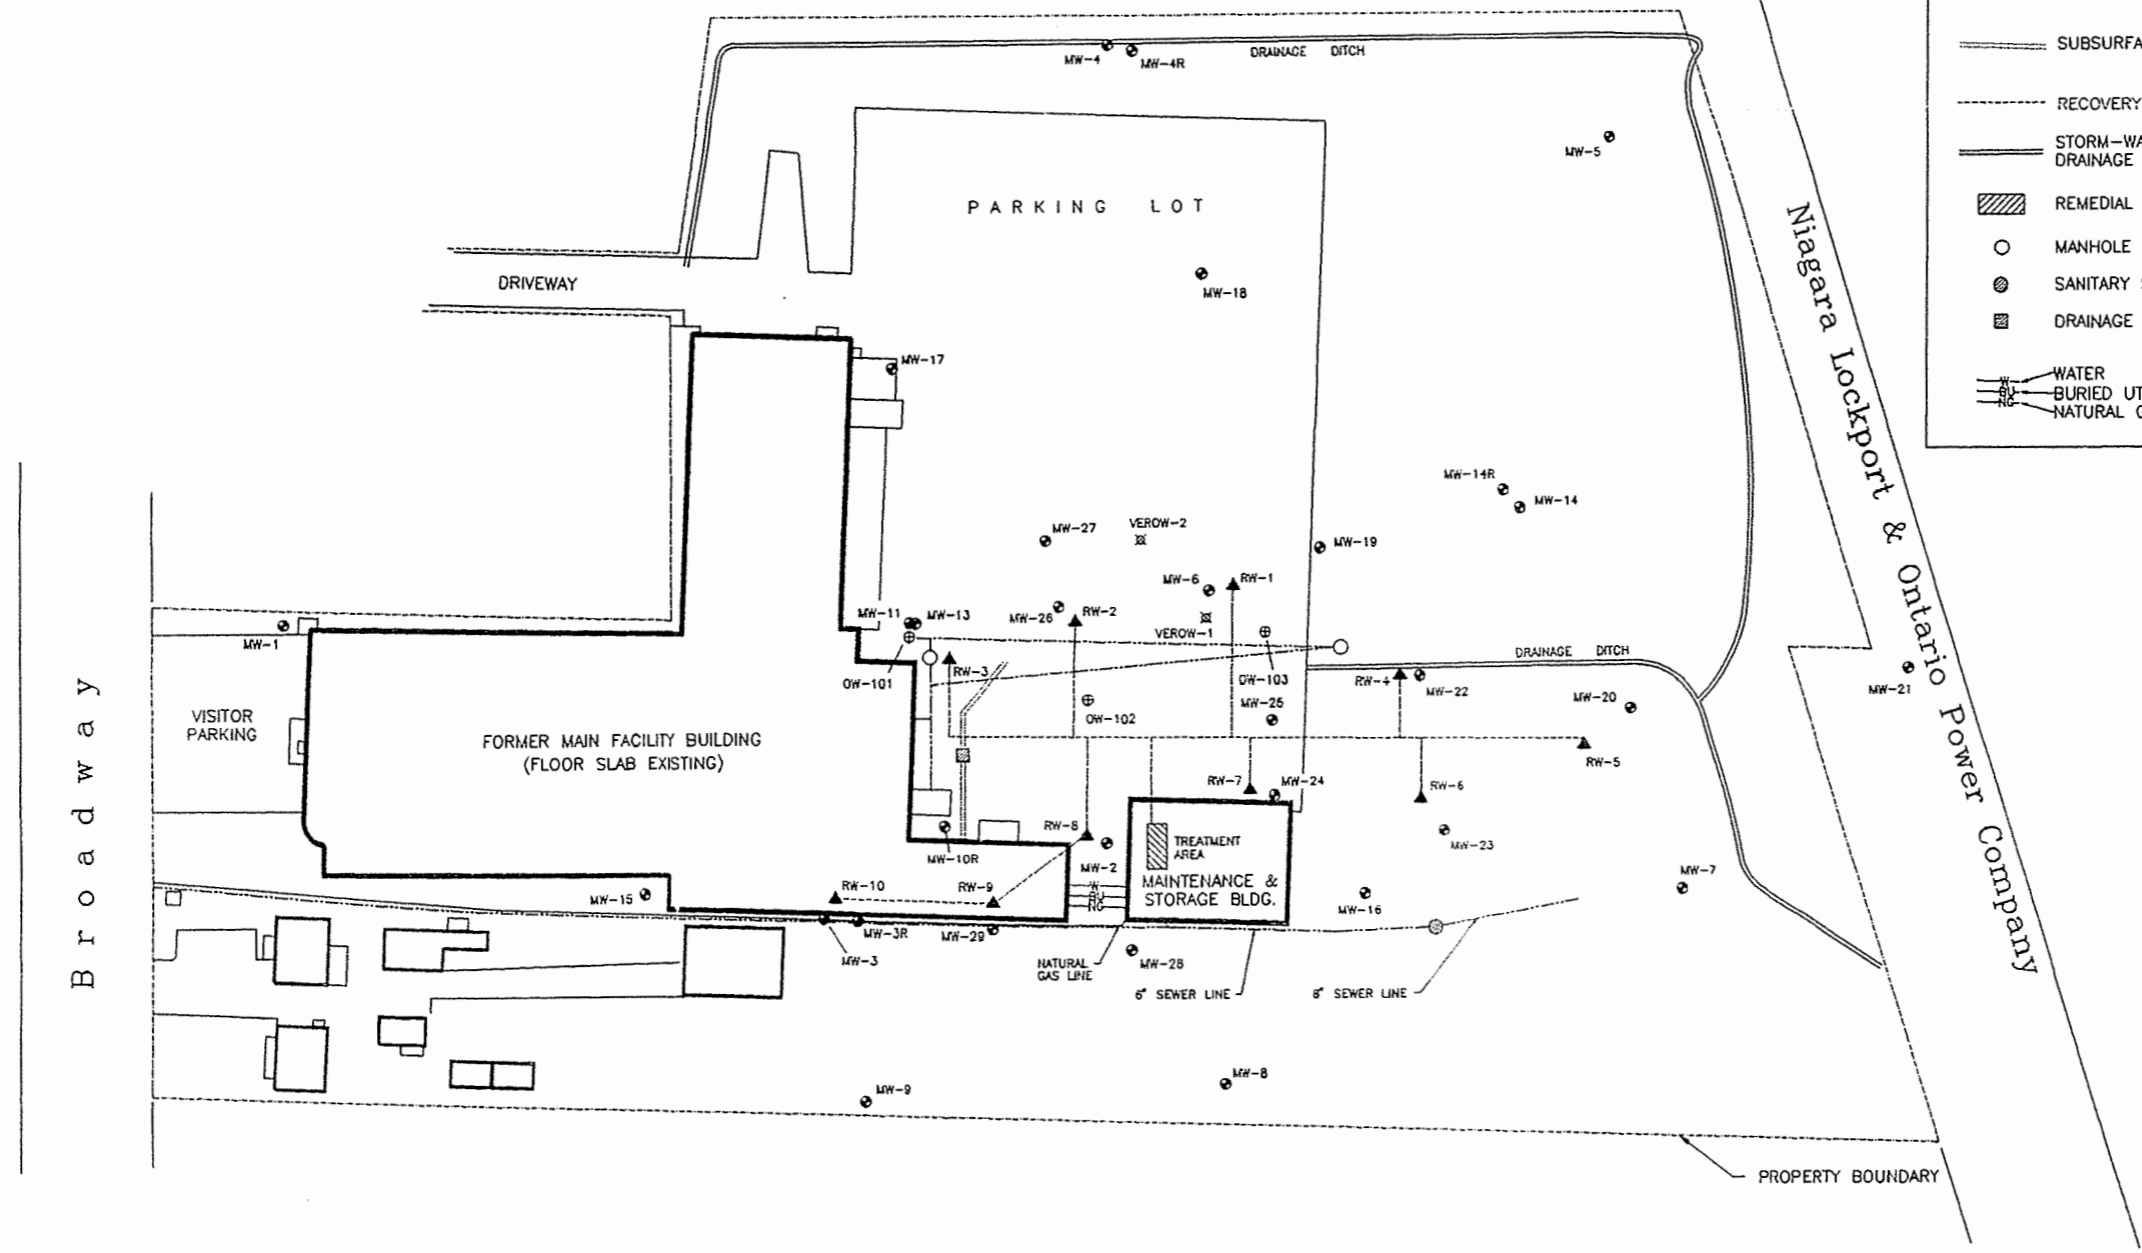 DRAINAGE DITCH
MW-4
MW-4R
MW-5
PARKING LOT
MW-18
DRIVEWAY
MW-17
MW-14R
MW-14
MW-27
VEROW-2
MW-19
MW-6
RW-1
MW-11
MW-13
MW-26
RW-2
VEROW-1
MW-1
OW-101
RW-3
OW-103
DRAINAGE DITCH
RW-4
MW-22
MW-21
MW-20
OW-102
MW-25
VISITOR
PARKING
FORMER MAIN FACILITY BUILDING
(FLOOR SLAB EXISTING)
RW-5
RW-7
MW-24
RW-6
RW-8
MW-10R
MW-2
TREATMENT
AREA
MW-23
MW-7
MAINTENANCE &
STORAGE BLDG.
W
BU
NG
MW-15
RW-10
RW-9
MW-16
MW-3R
MW-29
MW-3
NATURAL
GAS LINE
MW-28
6" SEWER LINE
8" SEWER LINE
MW-9
MW-8
PROPERTY BOUNDARY
Broadway
Niagara Lockport & Ontario Power Company
SUBSURFA
RECOVERY
STORM-WA
DRAINAGE
REMEDIAL
MANHOLE
SANITARY
DRAINAGE
W
WATER
BU
BURIED UT
NG
NATURAL